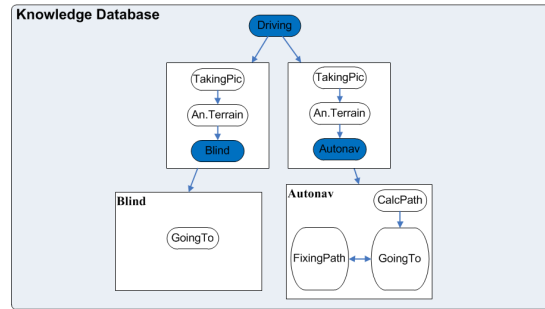 Knowledge Database
Driving
TakingPic
TakingPic
An.Terrain
An.Terrain
Blind
Autonav
Blind
GoingTo
Autonav
CalcPath
FixingPath
GoingTo